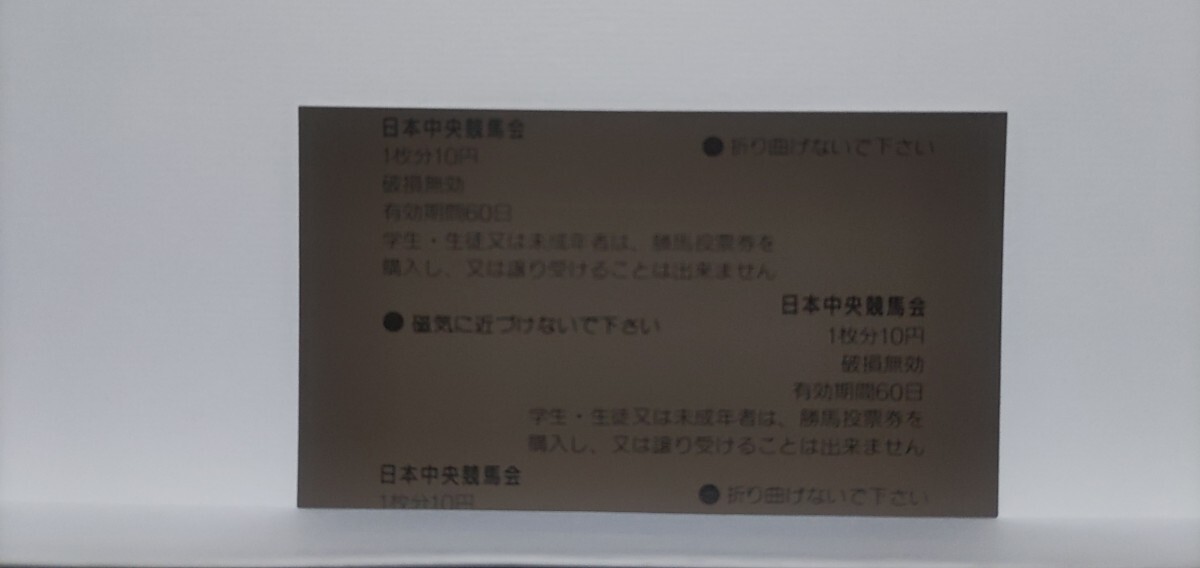 日本中央競馬会
1枚分10円
● 折り曲げないで下さい
破損無効
有効期間60日
学生・生徒又は未成年者は、勝馬投票券を
購入し、又は譲り受けることは出来ません
日本中央競馬会
● 磁気に近づけないで下さい
1枚分10円
破損無効
有効期間60日
学生・生徒又は未成年者は、勝馬投票券を
購入し、又は譲り受けることは出来ません
日本中央競馬会
● 折り曲げないで下さい
1枚分10円